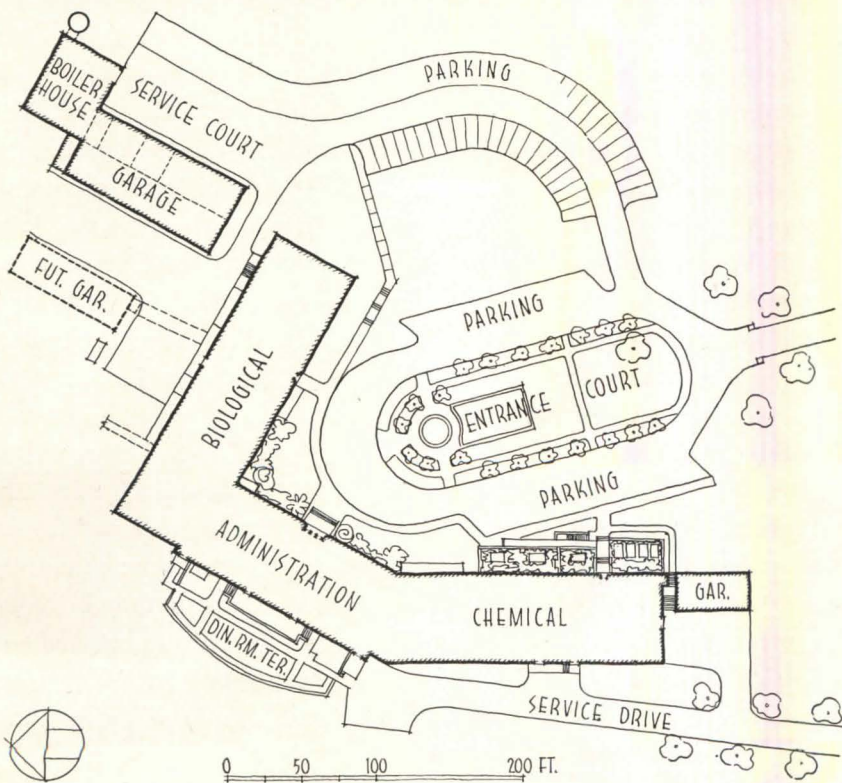 PARKING
BOILER
HOUSE
SERVICE COURT
GARAGE
FUT. GAR.
PARKING
BIOLOGICAL
ENTRANCE
COURT
PARKING
ADMINISTRATION
GAR.
CHEMICAL
DIN. RM. TER.
SERVICE DRIVE
0 50 100 200 FT.